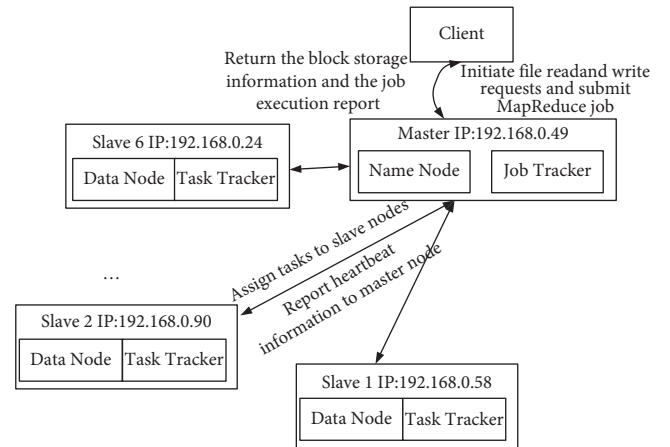 Client
Return the block storage
information and the job
execution report
Initiate file readand write
requests and submit
MapReduce job
Slave 6 IP:192.168.0.24
Data Node
Task Tracker
Master IP:192.168.0.49
Name Node
Job Tracker
Assign tasks to slave nodes
Report heartbeat
information to master node
...
Slave 2 IP:192.168.0.90
Data Node
Task Tracker
Slave 1 IP:192.168.0.58
Data Node
Task Tracker